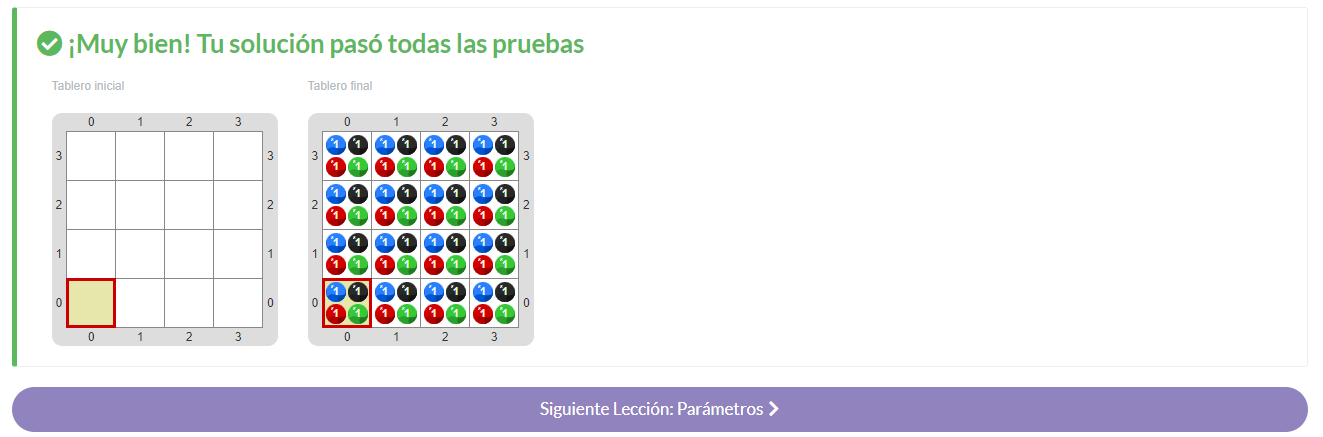 ¡Muy bien! Tu solución pasó todas las pruebas
Tablero inicial Tablero final
0 1 2 3 0 1 2 3
3 3 3 1 1 1 1 1 1 1 1 3
1 1 1 1 1 1 1 1
2 2 2 1 1 1 1 1 1 1 1 2
1 1 1 1 1 1 1 1
1 1 1 1 1 1 1 1 1 1 1 1
1 1 1 1 1 1 1 1
0 0 0 1 1 1 1 1 1 1 1 0
1 1 1 1 1 1 1 1
0 1 2 3 0 1 2 3
Siguiente Lección: Parámetros